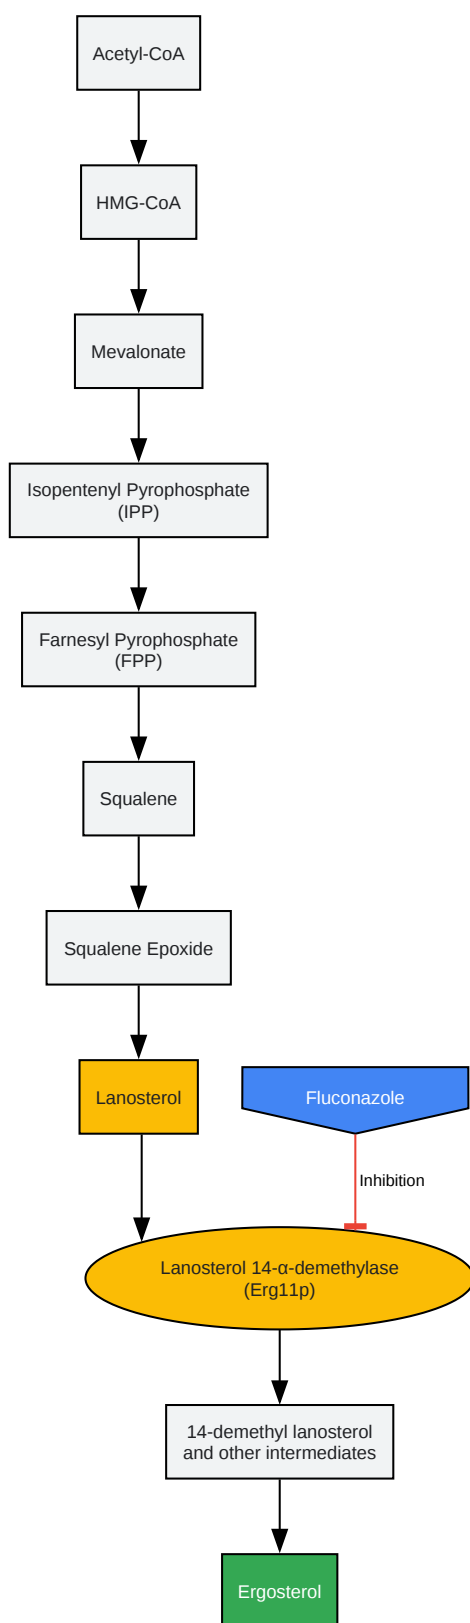 Acetyl-CoA
HMG-CoA
Mevalonate
Isopentenyl Pyrophosphate
(IPP)
Farnesyl Pyrophosphate
(FPP)
Squalene
Squalene Epoxide
Lanosterol
Fluconazole
Inhibition
Lanosterol 14-α-demethylase
(Erg11p)
14-demethyl lanosterol
and other intermediates
Ergosterol